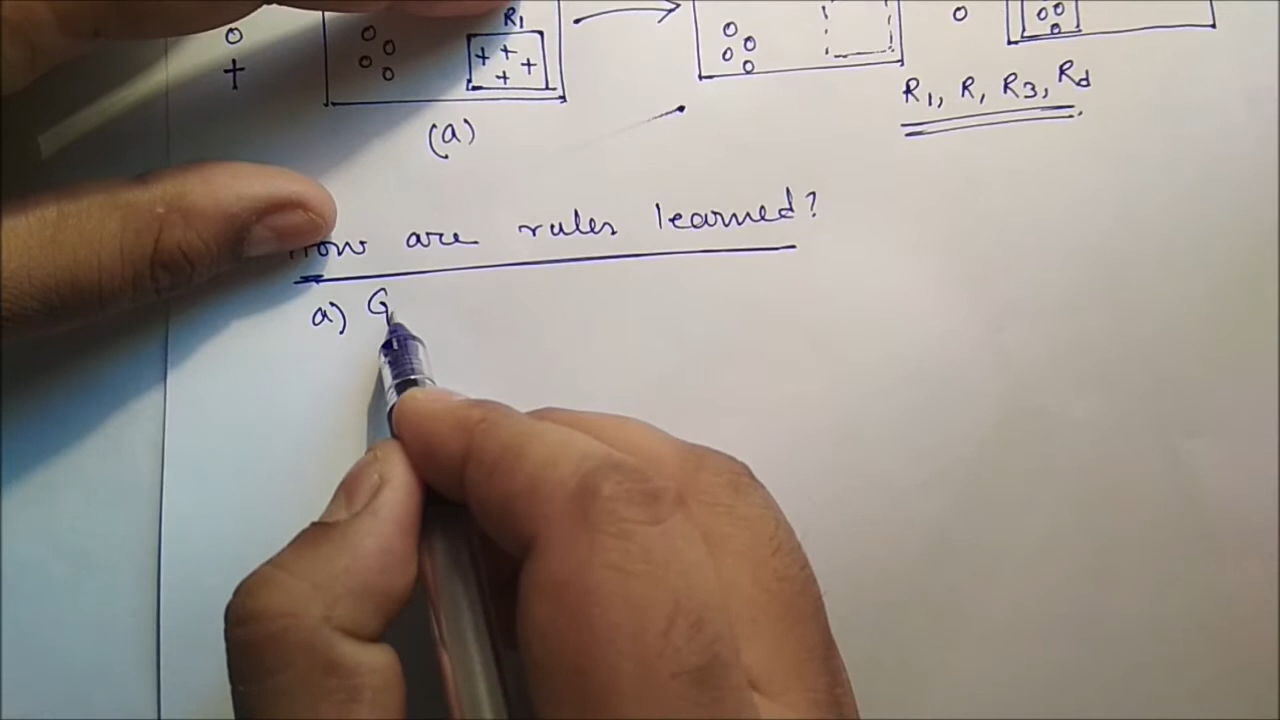 R1
R1, R, R3, Rd
(a)
How are rules learned?
a) G